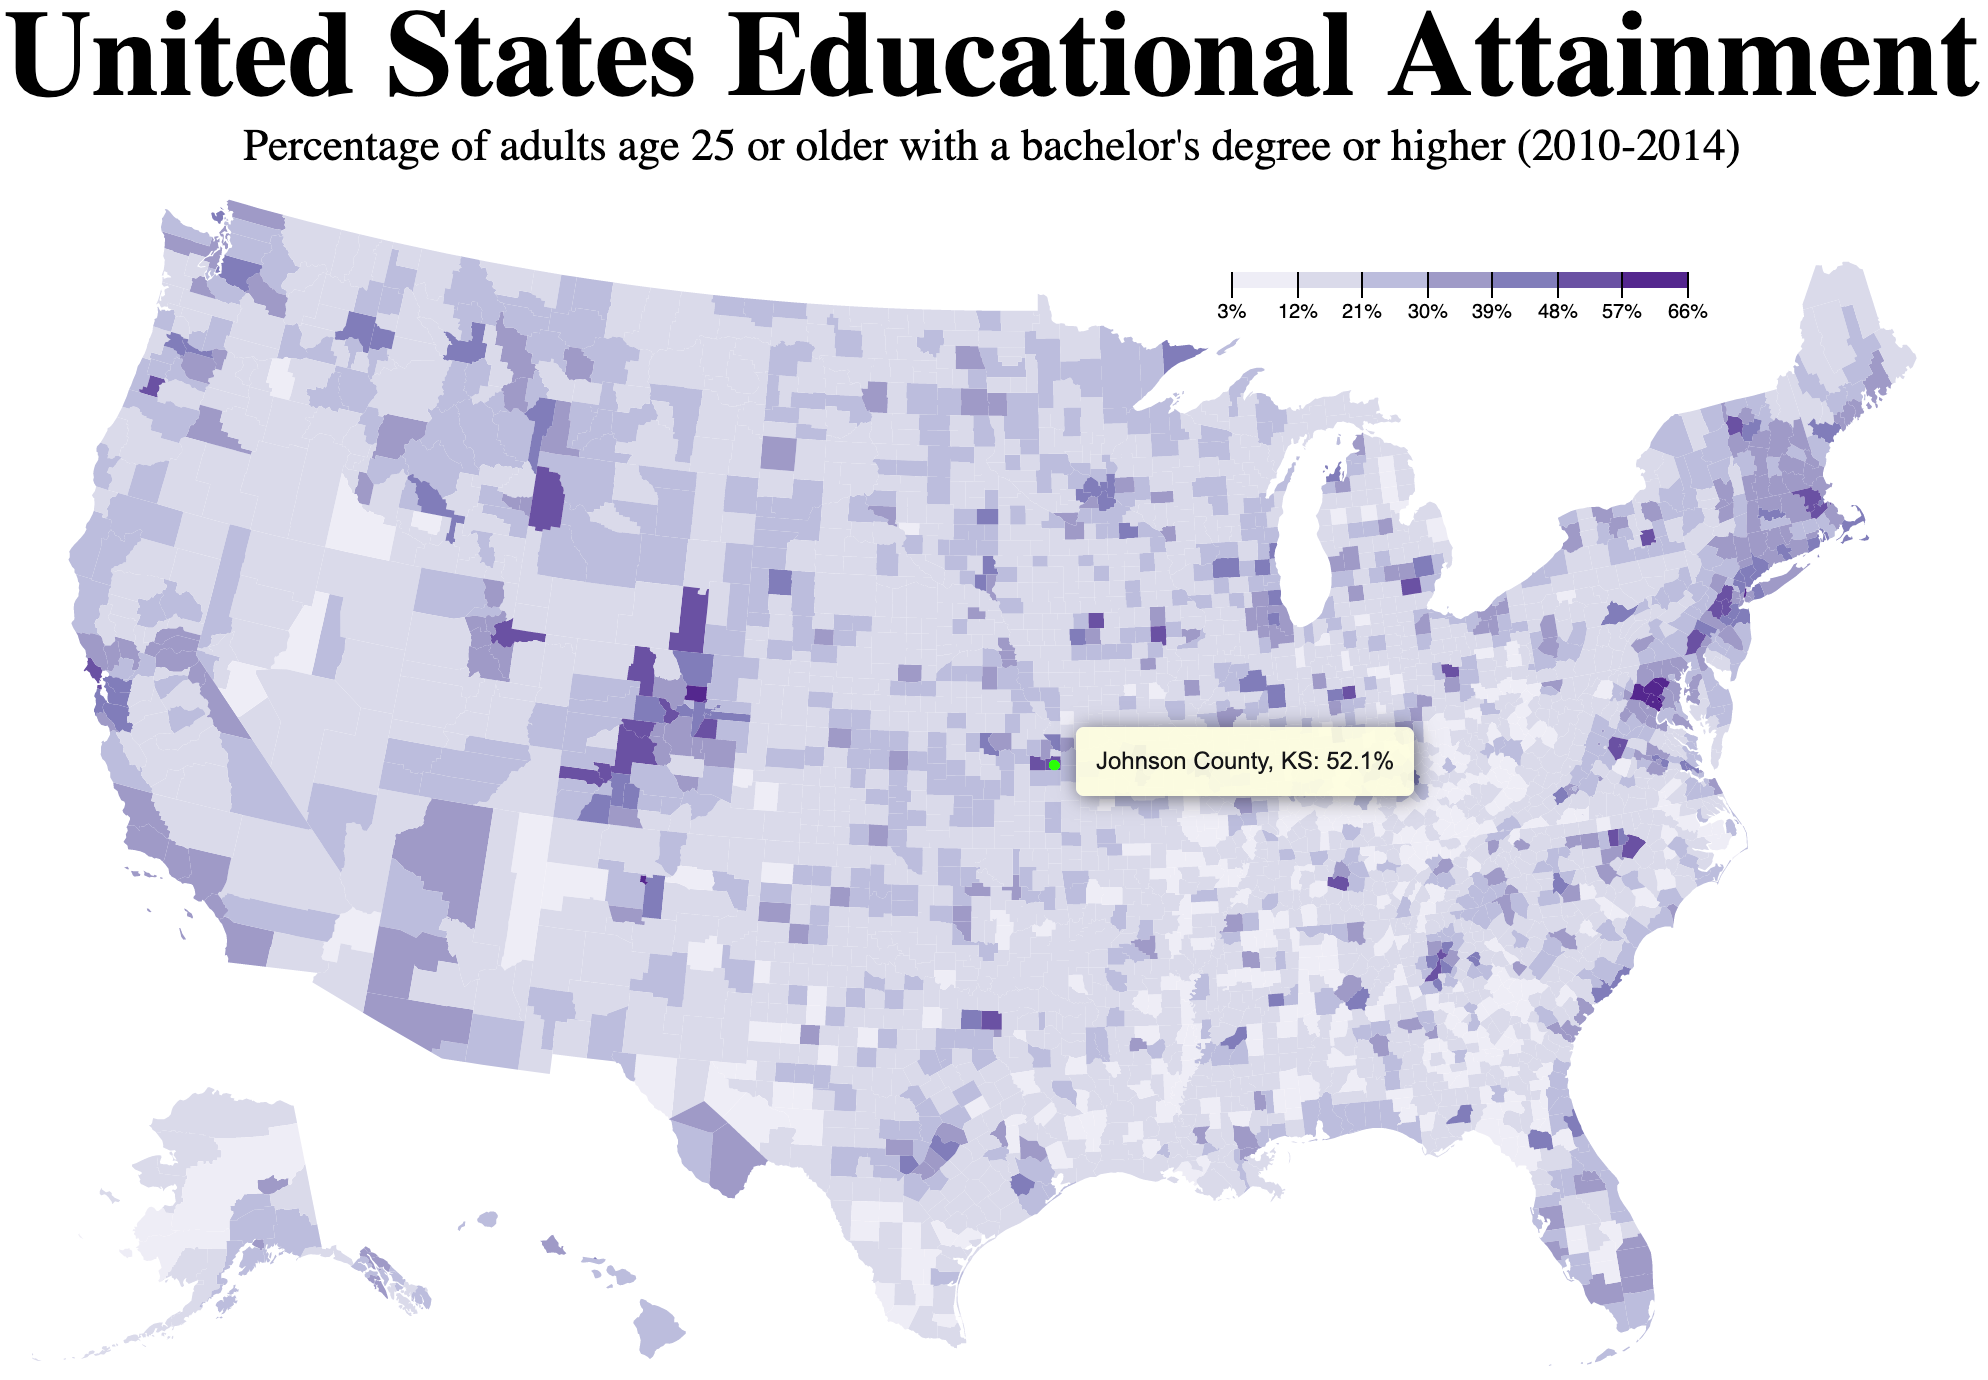 United States Educational Attainment
Percentage of adults age 25 or older with a bachelor's degree or higher (2010-2014)
3% 12% 21% 30% 39% 48% 57% 66%
Johnson County, KS: 52.1%